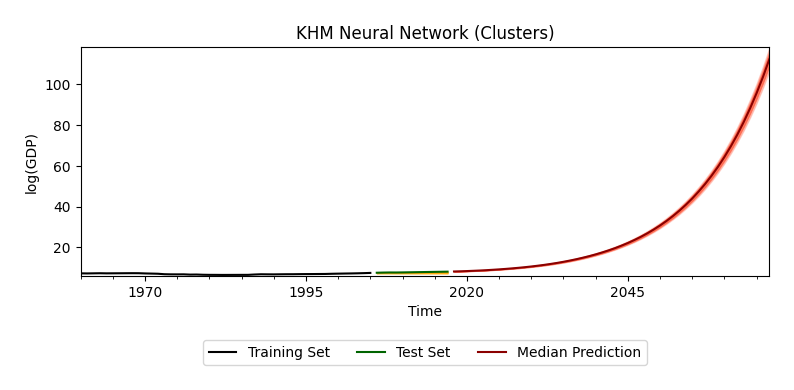 KHM Neural Network (Clusters)
log(GDP)
100
80
60
40
20
1970 1995 2020 2045
Time
Training Set Test Set Median Prediction